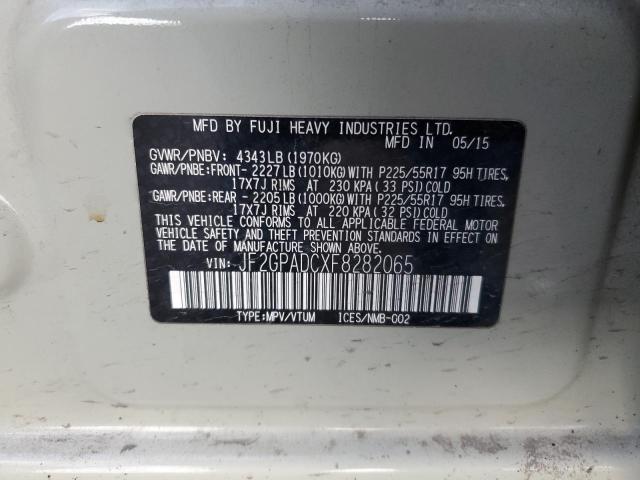 MFD BY FUJI HEAVY INDUSTRIES LTD.
MFD IN 05/15
GVWR/PNBV: 4343LB(1970KG)
GAWR/PNBE:FRONT- 2227LB(1010KG)WITH P225/55R17 95H TIRES,
17X7J RIMS AT 230 KPA(33 PSI)COLD
GAWR/PNBE:REAR - 2205LB(1000KG)WITH P225/55R17 95H TIRES,
17X7J RIMS AT 220 KPA(32 PSI)COLD
THIS VEHICLE CONFORMS TO ALL APPLICABLE FEDERAL MOTOR
VEHICLE SAFETY AND THEFT PREVENTION STANDARDS IN EFFECT
ON THE DATE OF MANUFACTURE SHOWN ABOVE.
VIN: JF2GPADCXF8282065
TYPE:MPV/VTUM ICES/NMB-002